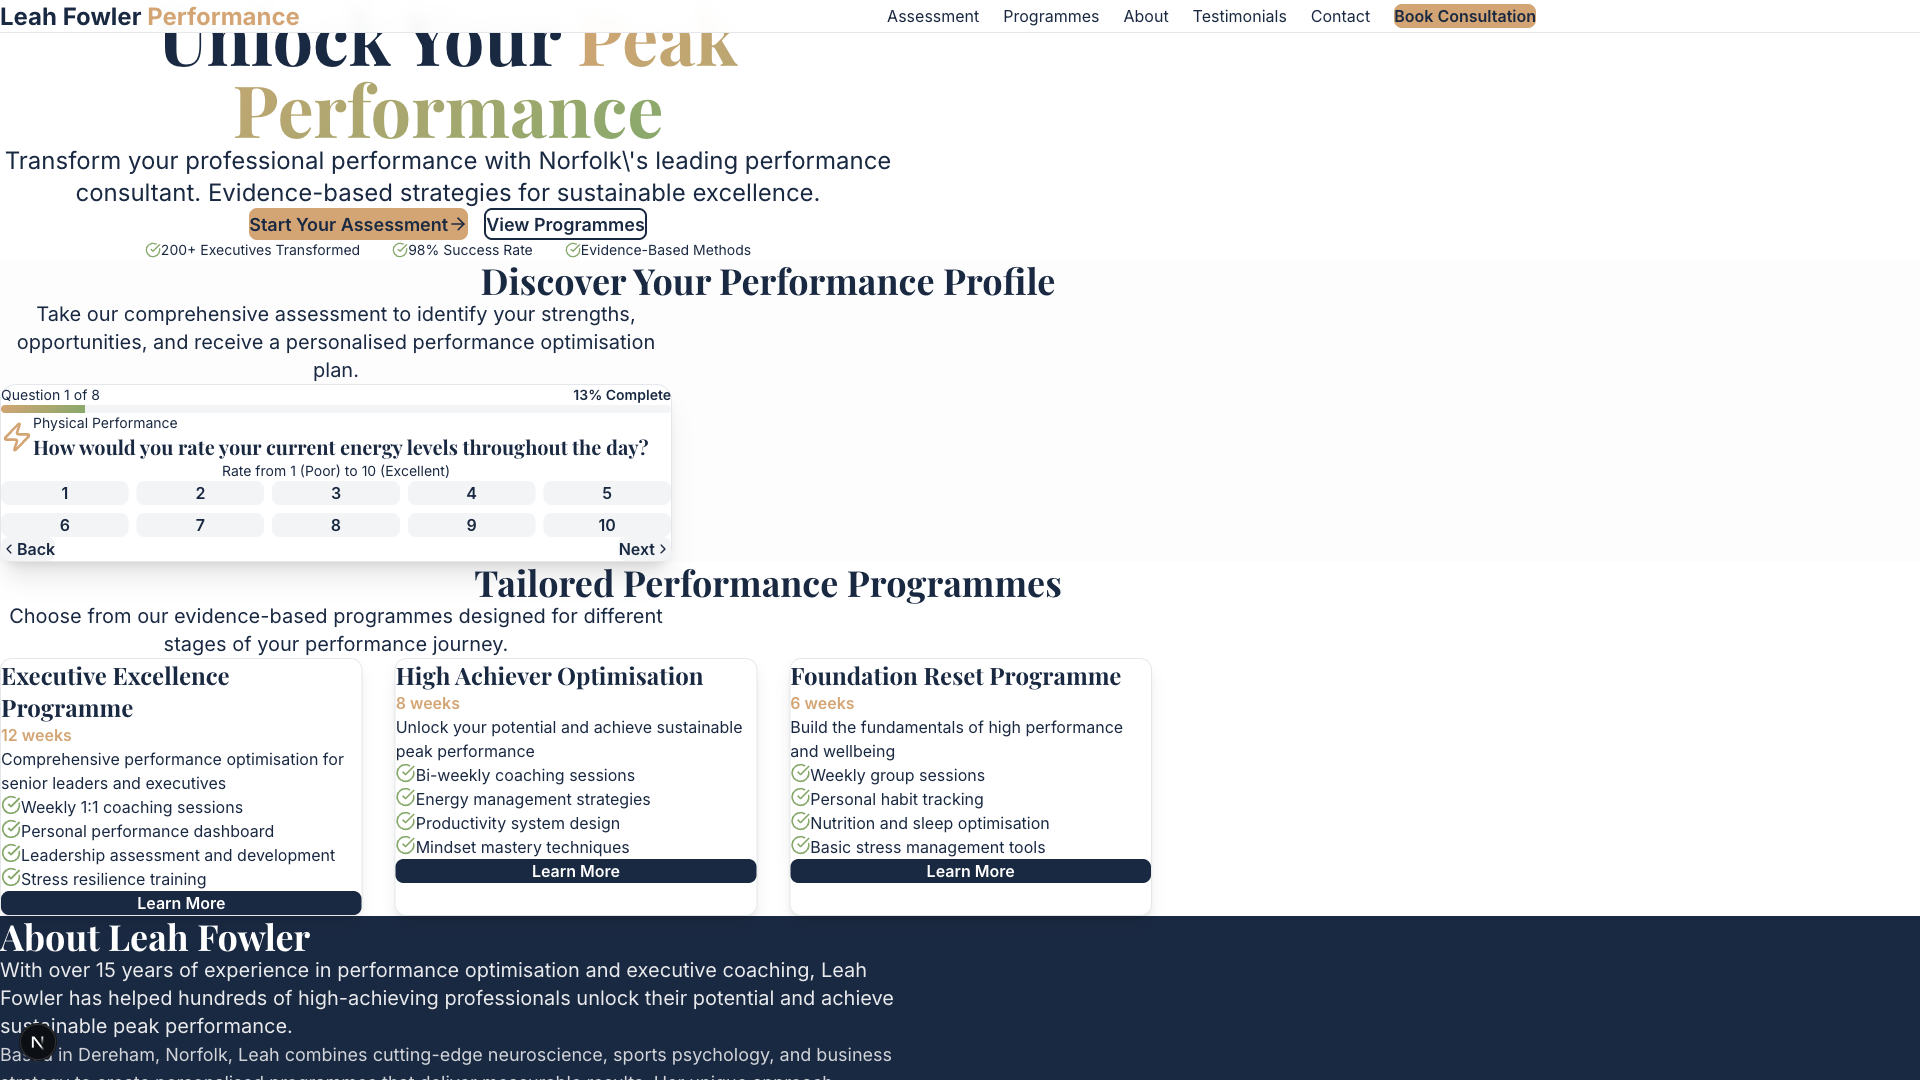 Leah Fowler Performance
Assessment Programmes About Testimonials Contact Book Consultation
Unlock Your Peak
Performance
Transform your professional performance with Norfolk\'s leading performance
consultant. Evidence-based strategies for sustainable excellence.
Start Your Assessment View Programmes
200+ Executives Transformed 98% Success Rate Evidence-Based Methods
Discover Your Performance Profile
Take our comprehensive assessment to identify your strengths,
opportunities, and receive a personalised performance optimisation
plan.
Question 1 of 8 13% Complete
Physical Performance
How would you rate your current energy levels throughout the day?
Rate from 1 (Poor) to 10 (Excellent)
1 2 3 4 5
6 7 8 9 10
Back Next
Tailored Performance Programmes
Choose from our evidence-based programmes designed for different
stages of your performance journey.
Executive Excellence
Programme
12 weeks
Comprehensive performance optimisation for
senior leaders and executives
Weekly 1:1 coaching sessions
Personal performance dashboard
Leadership assessment and development
Stress resilience training
Learn More
High Achiever Optimisation
8 weeks
Unlock your potential and achieve sustainable
peak performance
Bi-weekly coaching sessions
Energy management strategies
Productivity system design
Mindset mastery techniques
Learn More
Foundation Reset Programme
6 weeks
Build the fundamentals of high performance
and wellbeing
Weekly group sessions
Personal habit tracking
Nutrition and sleep optimisation
Basic stress management tools
Learn More
About Leah Fowler
With over 15 years of experience in performance optimisation and executive coaching, Leah
Fowler has helped hundreds of high-achieving professionals unlock their potential and achieve
sustainable peak performance.
Based in Dereham, Norfolk, Leah combines cutting-edge neuroscience, sports psychology, and business
N